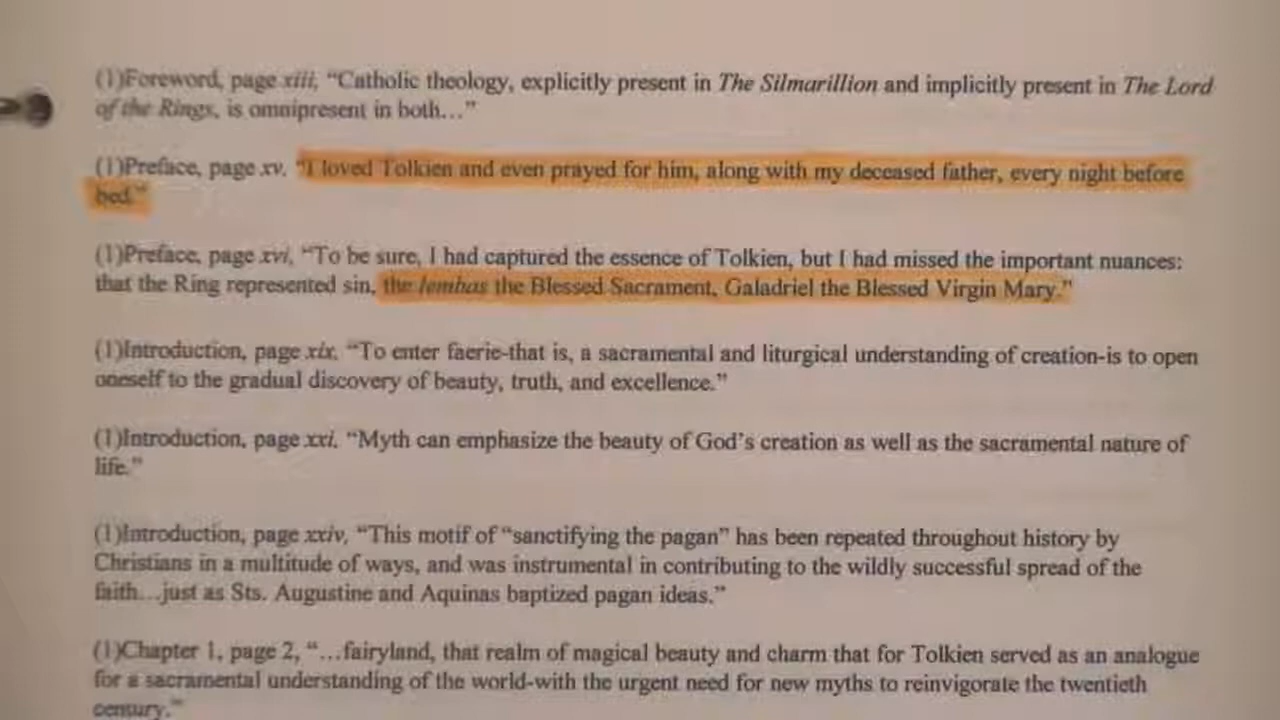 (1)Foreword, page xiii, “Catholic theology, explicitly present in The Silmarillion and implicitly present in The Lord
of the Rings, is omnipresent in both…”
(1)Preface, page xv, “I loved Tolkien and even prayed for him, along with my deceased father, every night before
bed.”
(1)Preface, page xvi, “To be sure, I had captured the essence of Tolkien, but I had missed the important nuances:
that the Ring represented sin, the lembas the Blessed Sacrament, Galadriel the Blessed Virgin Mary.”
(1)Introduction, page xix, “To enter faerie-that is, a sacramental and liturgical understanding of creation-is to open
oneself to the gradual discovery of beauty, truth, and excellence.”
(1)Introduction, page xxi, “Myth can emphasize the beauty of God’s creation as well as the sacramental nature of
life.”
(1)Introduction, page xxiv, “This motif of “sanctifying the pagan” has been repeated throughout history by
Christians in a multitude of ways, and was instrumental in contributing to the wildly successful spread of the
faith…just as Sts. Augustine and Aquinas baptized pagan ideas.”
(1)Chapter 1, page 2, “…fairyland, that realm of magical beauty and charm that for Tolkien served as an analogue
for a sacramental understanding of the world-with the urgent need for new myths to reinvigorate the twentieth
century.”